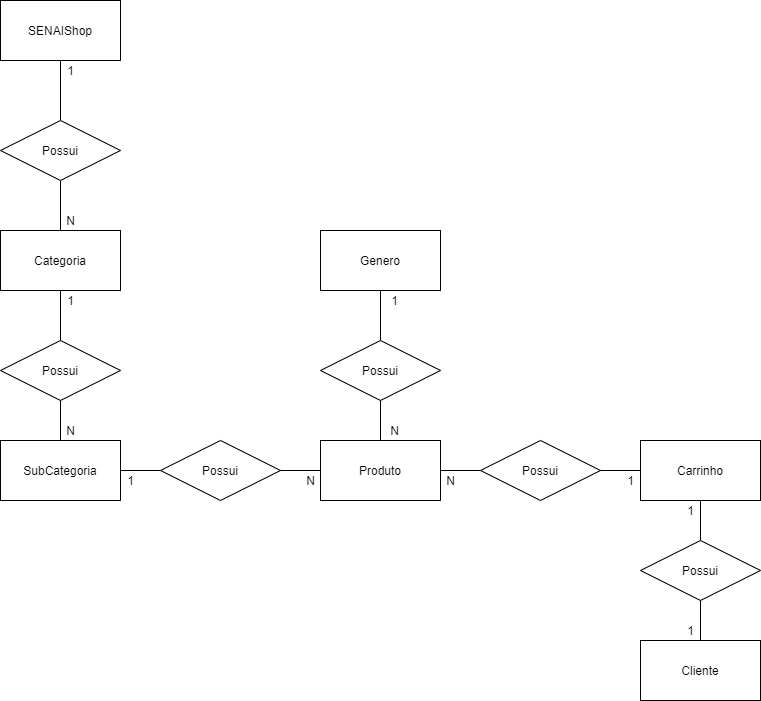 SENAIShop
1
Possui
N
Categoria
Genero
1
1
Possui
Possui
N
N
SubCategoria
Possui
Produto
Possui
Carrinho
1
N
N
1
1
Possui
1
Cliente